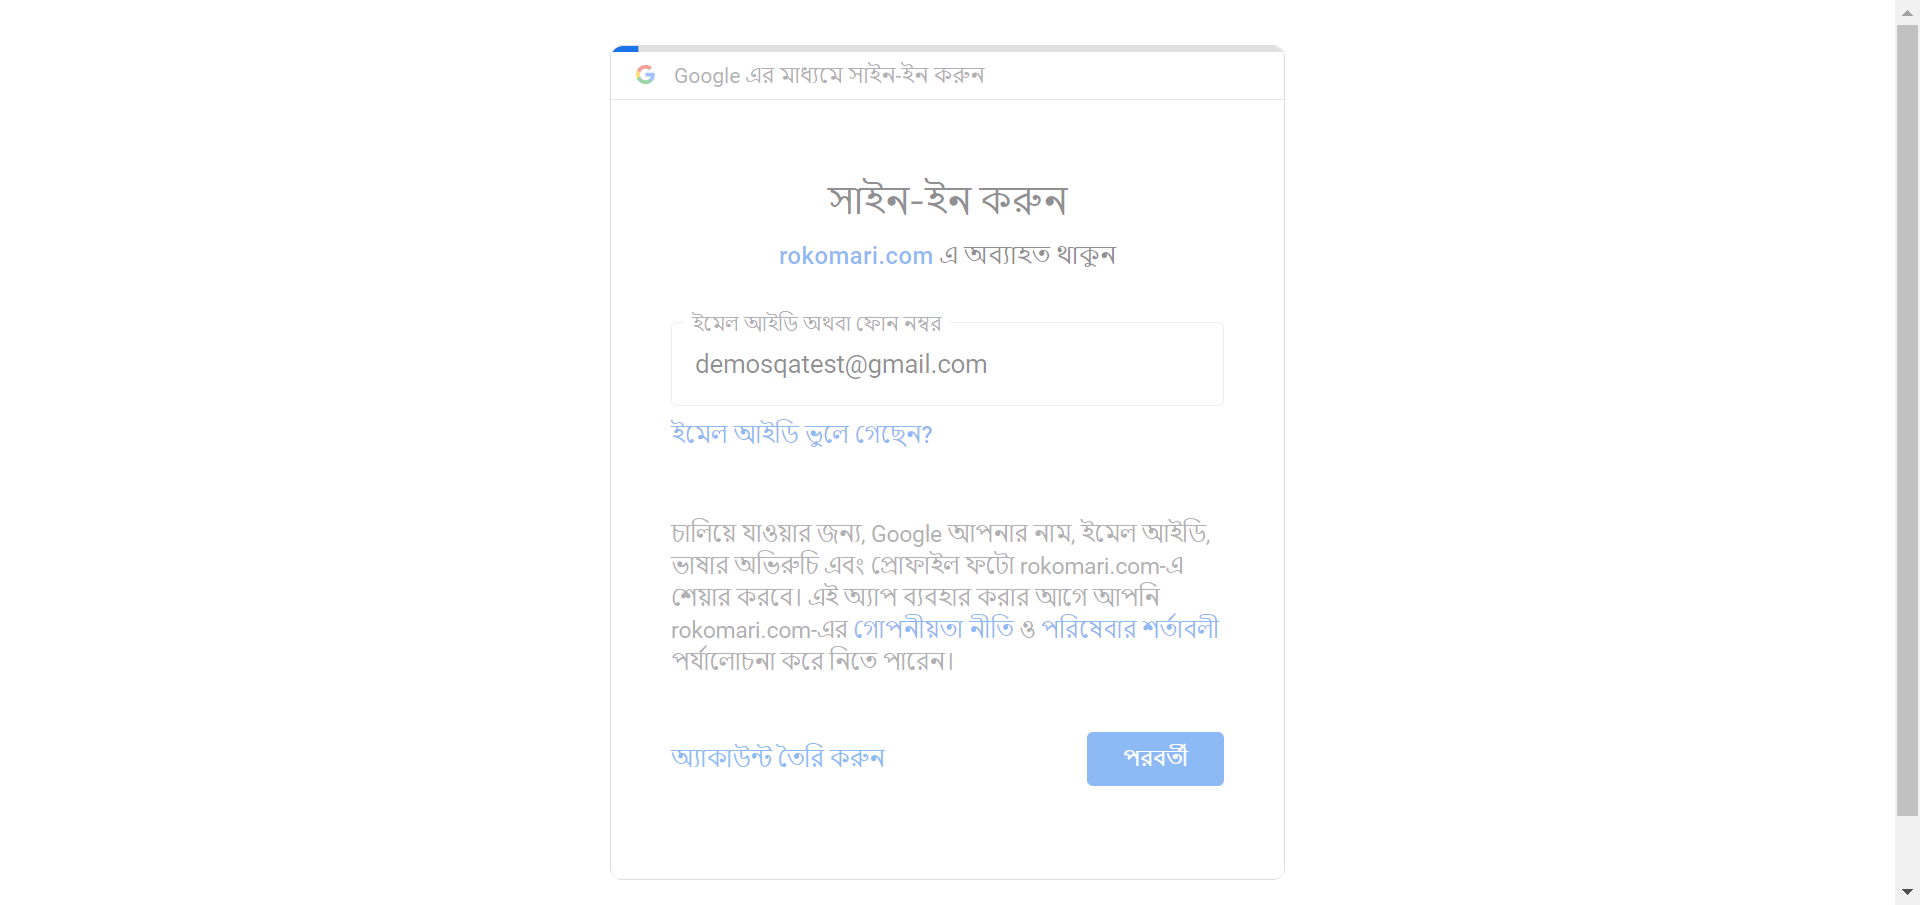 Google এর মাধ্যমে সাইন-ইন করুন
সাইন-ইন করুন
rokomari.com এ অব্যাহত থাকুন
ইমেল আইডি অথবা ফোন নম্বর
demosqatest@gmail.com
ইমেল আইডি ভুলে গেছেন?
চালিয়ে যাওয়ার জন্য, Google আপনার নাম, ইমেল আইডি,
ভাষার অভিরুচি এবং প্রোফাইল ফটো rokomari.com-এ
শেয়ার করবে। এই অ্যাপ ব্যবহার করার আগে আপনি
rokomari.com-এর গোপনীয়তা নীতি ও পরিষেবার শর্তাবলী
পর্যালোচনা করে নিতে পারেন।
অ্যাকাউন্ট তৈরি করুন
পরবর্তী